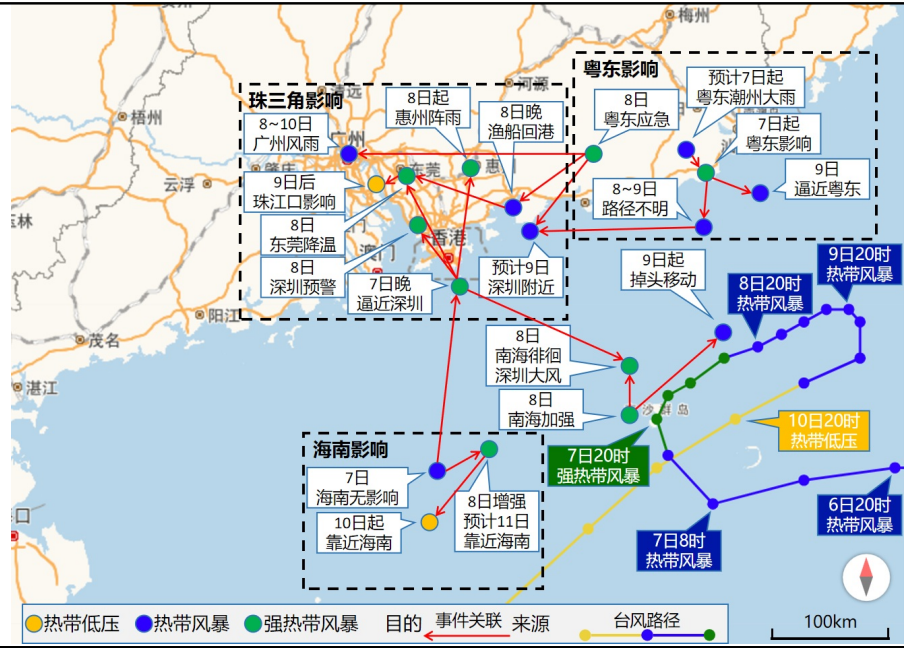 梅州
粤东影响
珠三角影响
清远
河源
8~10日
广州风雨
8日起
惠州阵雨
8日晚
渔船回港
8日
粤东应急
预计7日起
粤东潮州大雨
7日起
粤东影响
梧州
广州
肇庆
东莞
惠
汕
云浮
9日后
珠江口影响
8~9日
路径不明
9日
逼近粤东
玉林
8日
东莞降温
门
香港
澳门
8日
深圳预警
7日晚
逼近深圳
预计9日
深圳附近
9日起
掉头移动
8日20时
热带风暴
9日20时
热带风暴
阳江
茂名
湛江
8日
南海徘徊
深圳大风
8日
南海加强
沙群岛
7日20时
强热带风暴
10日20时
热带低压
海南影响
7日
海南无影响
8日增强
预计11日
靠近海南
10日起
靠近海南
7日8时
热带风暴
6日20时
热带风暴
口
热带低压
热带风暴
强热带风暴
目的
事件关联
来源
台风路径
100km